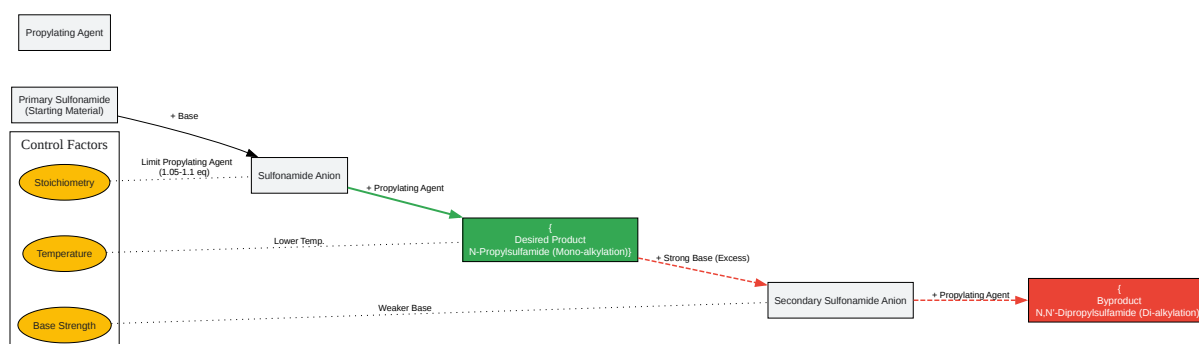 Propylating Agent
Primary Sulfonamide
(Starting Material)
+ Base
Control Factors
Limit Propylating Agent
(1.05-1.1 eq)
Stoichiometry
Sulfonamide Anion
+ Propylating Agent
{
Desired Product
N-Propylsulfamide (Mono-alkylation)}
Lower Temp.
Temperature
+ Strong Base (Excess)
Secondary Sulfonamide Anion
+ Propylating Agent
{
Byproduct
N,N'-Dipropylsulfamide (Di-alkylation)
Weaker Base
Base Strength